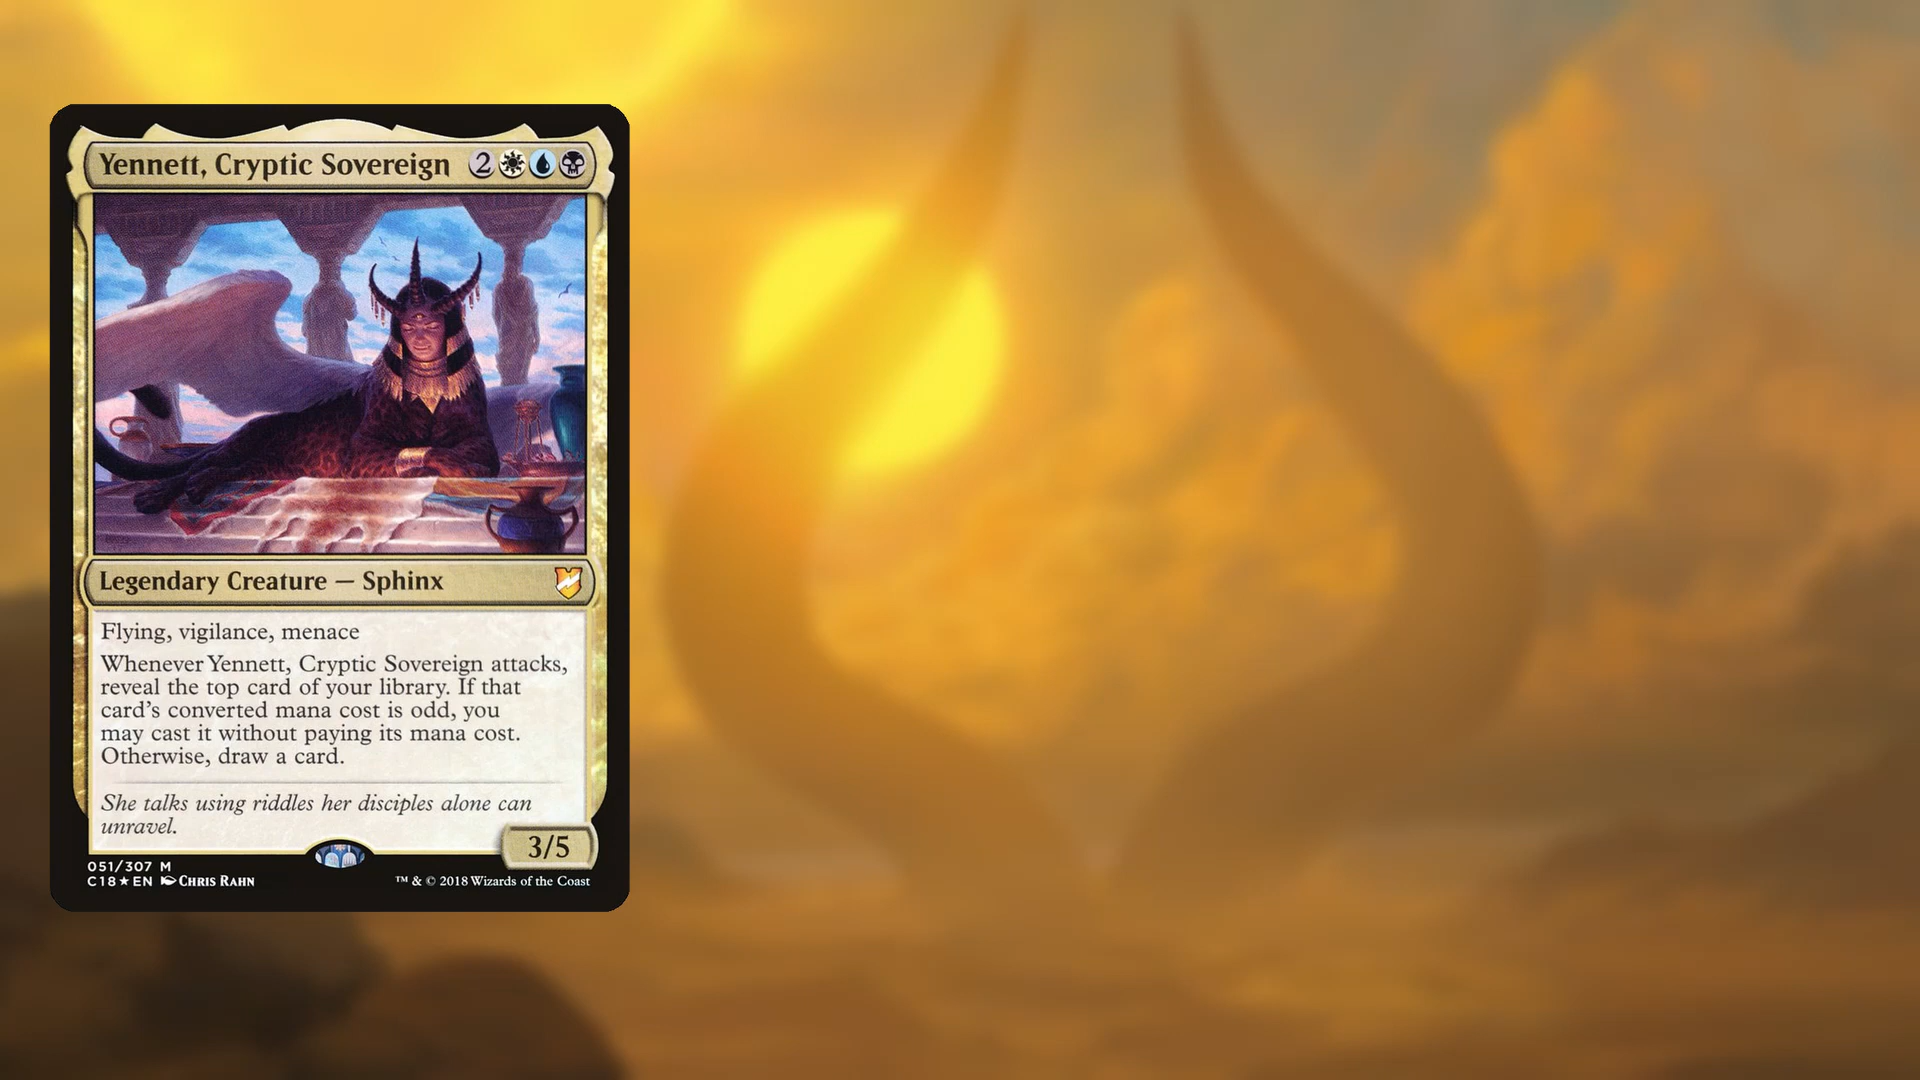 Yennett, Cryptic Sovereign 2
Legendary Creature — Sphinx
Flying, vigilance, menace
Whenever Yennett, Cryptic Sovereign attacks,
reveal the top card of your library. If that
card's converted mana cost is odd, you
may cast it without paying its mana cost.
Otherwise, draw a card.
She talks using riddles her disciples alone can
unravel.
3/5
051/307 M
C18★EN Chris Rahn
™ & © 2018 Wizards of the Coast